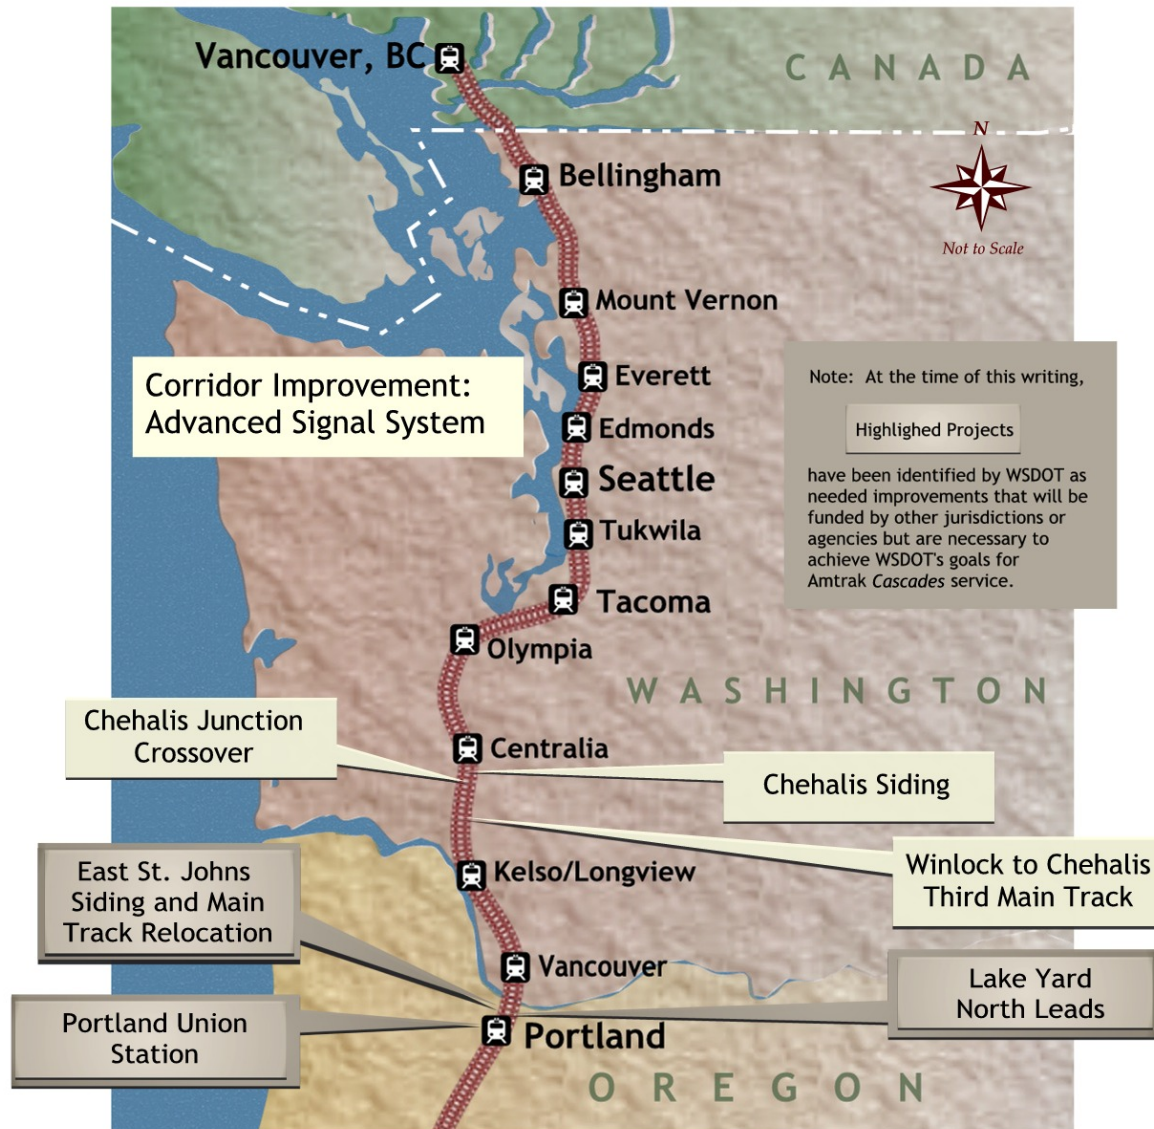 Vancouver, BC
CANADA
N
Bellingham
Not to Scale
Mount Vernon
Corridor Improvement:
Advanced Signal System
Everett
Note: At the time of this writing,
Highlighed Projects
have been identified by WSDOT as
needed improvements that will be
funded by other jurisdictions or
agencies but are necessary to
achieve WSDOT's goals for
Amtrak Cascades service.
Edmonds
Seattle
Tukwila
Tacoma
Olympia
WASHINGTON
Chehalis Junction
Crossover
Centralia
Chehalis Siding
Winlock to Chehalis
Third Main Track
East St. Johns
Siding and Main
Track Relocation
Kelso/Longview
Vancouver
Lake Yard
North Leads
Portland Union
Station
Portland
OREGON